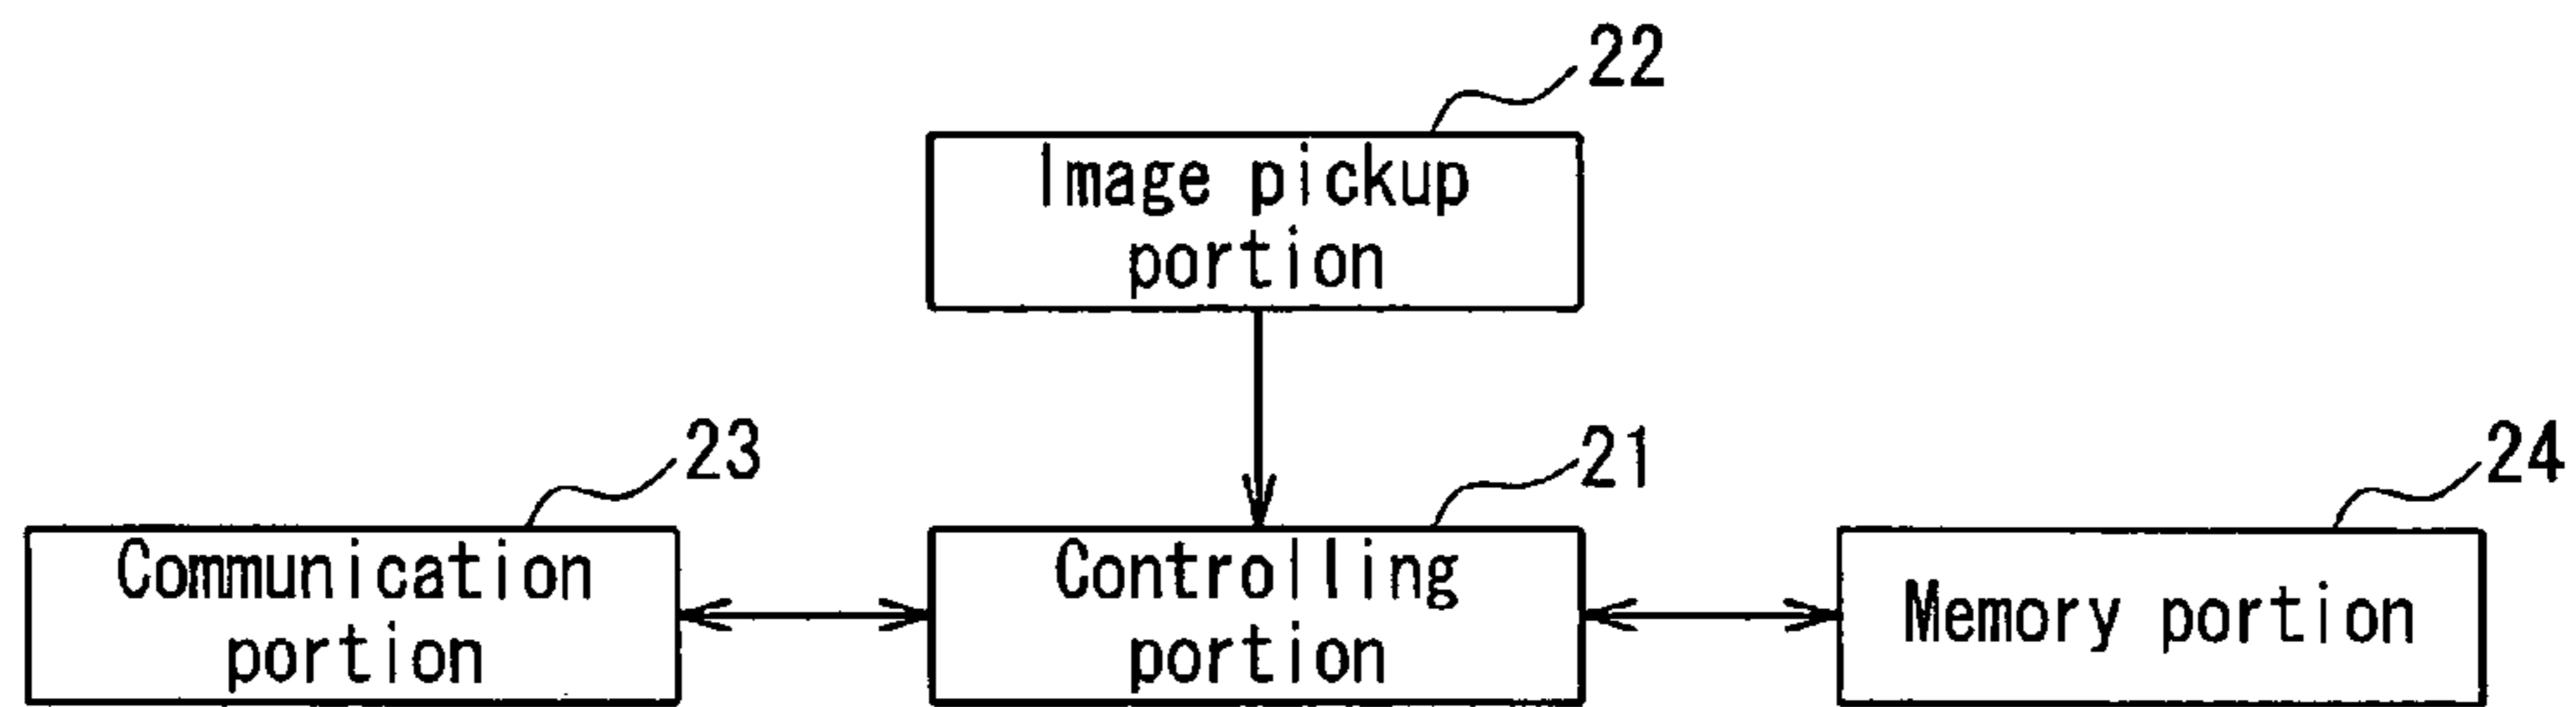 22
Image pickup
portion
23
21
24
Communication
portion
Controlling
portion
Memory portion